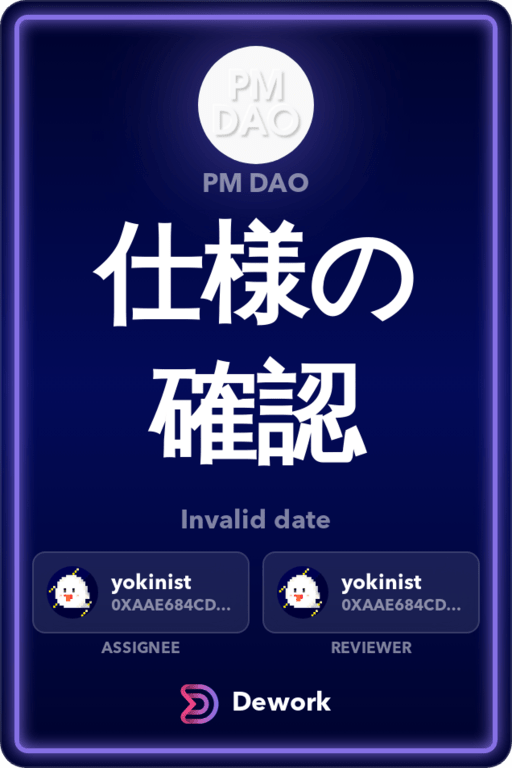 PM
DAO
PM DAO
仕様の
確認
Invalid date
yokinist
0XAAE684CD...
ASSIGNEE
yokinist
0XAAE684CD...
REVIEWER
Dework